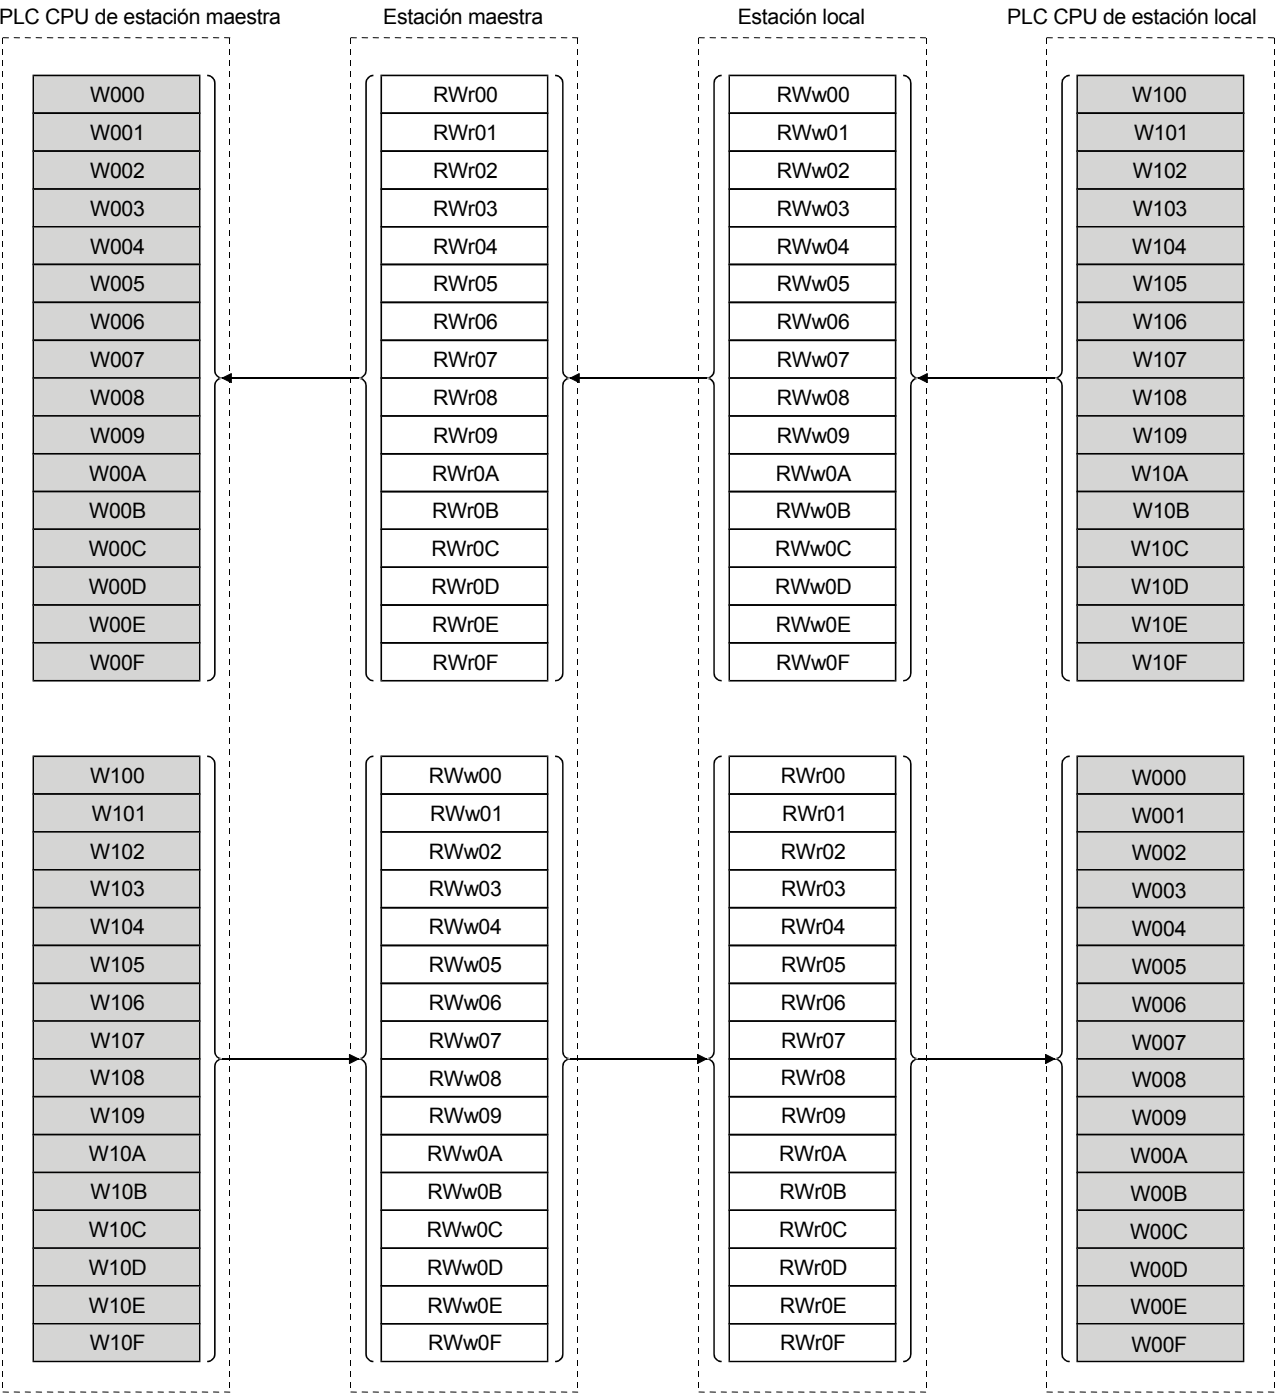 PLC CPU de estación maestra Estación maestra Estación local PLC CPU de estación local
W000 RWr00 RWw00 W100
W001 RWr01 RWw01 W101
W002 RWr02 RWw02 W102
W003 RWr03 RWw03 W103
W004 RWr04 RWw04 W104
W005 RWr05 RWw05 W105
W006 RWr06 RWw06 W106
W007 RWr07 RWw07 W107
W008 RWr08 RWw08 W108
W009 RWr09 RWw09 W109
W00A RWr0A RWw0A W10A
W00B RWr0B RWw0B W10B
W00C RWr0C RWw0C W10C
W00D RWr0D RWw0D W10D
W00E RWr0E RWw0E W10E
W00F RWr0F RWw0F W10F
W100 RWw00 RWr00 W000
W101 RWw01 RWr01 W001
W102 RWw02 RWr02 W002
W103 RWw03 RWr03 W003
W104 RWw04 RWr04 W004
W105 RWw05 RWr05 W005
W106 RWw06 RWr06 W006
W107 RWw07 RWr07 W007
W108 RWw08 RWr08 W008
W109 RWw09 RWr09 W009
W10A RWw0A RWr0A W00A
W10B RWw0B RWr0B W00B
W10C RWw0C RWr0C W00C
W10D RWw0D RWr0D W00D
W10E RWw0E RWr0E W00E
W10F RWw0F RWr0F W00F